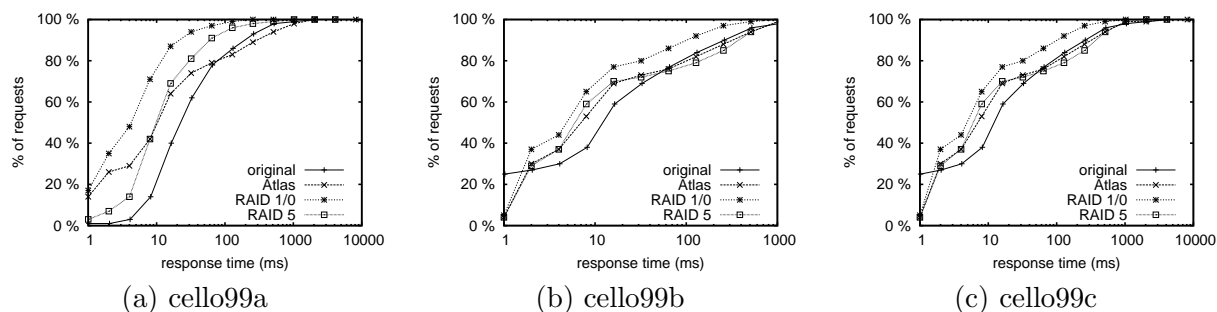 100 %
80 %
60 %
40 %
20 %
0 %
% of requests
original
Atlas
RAID 1/0
RAID 5
1 10 100 1000 10000
response time (ms)
(a) cello99a
100 %
80 %
60 %
40 %
20 %
0 %
% of requests
original
Atlas
RAID 1/0
RAID 5
1 10 100 1000
response time (ms)
(b) cello99b
100 %
80 %
60 %
40 %
20 %
0 %
% of requests
original
Atlas
RAID 1/0
RAID 5
1 10 100 1000 10000
response time (ms)
(c) cello99c